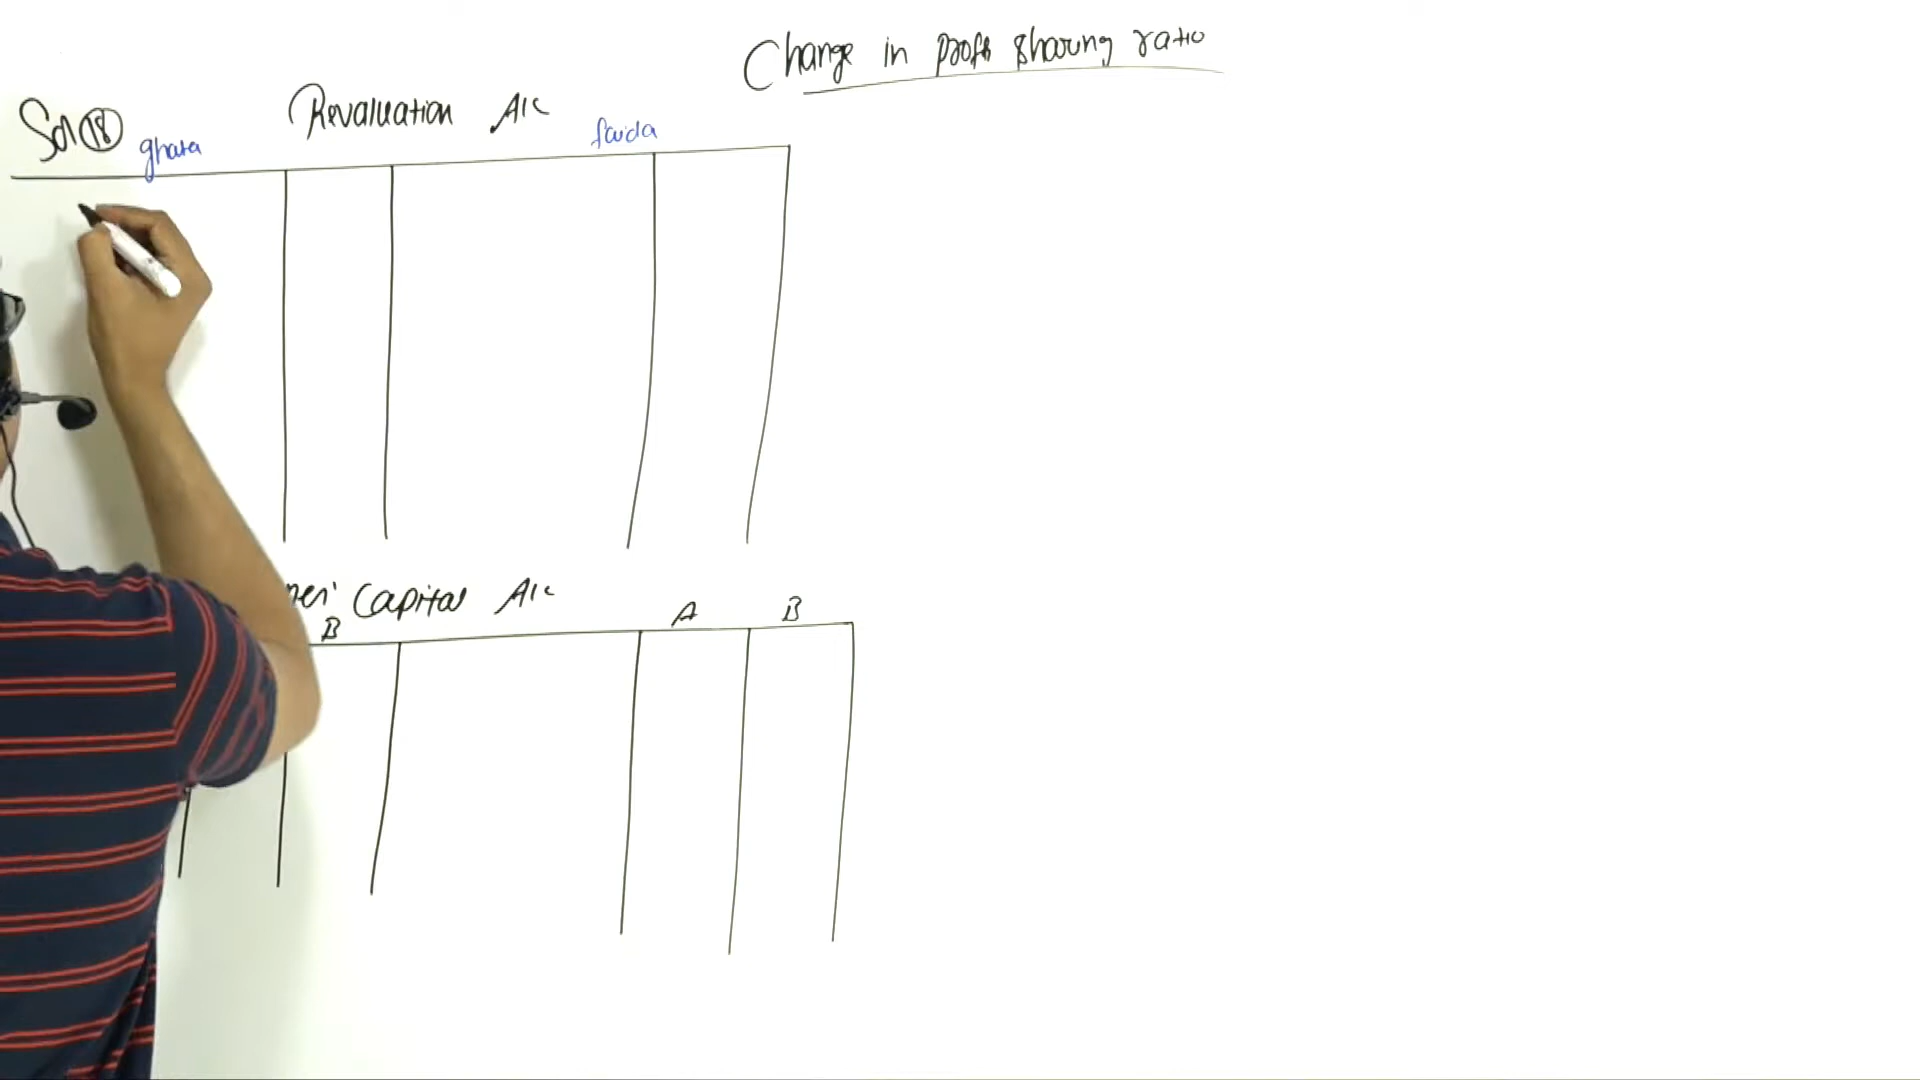 Change in profit sharing ratio
Sol 18
Revaluation A/c
ghata
faida
Capital A/c
B
A B